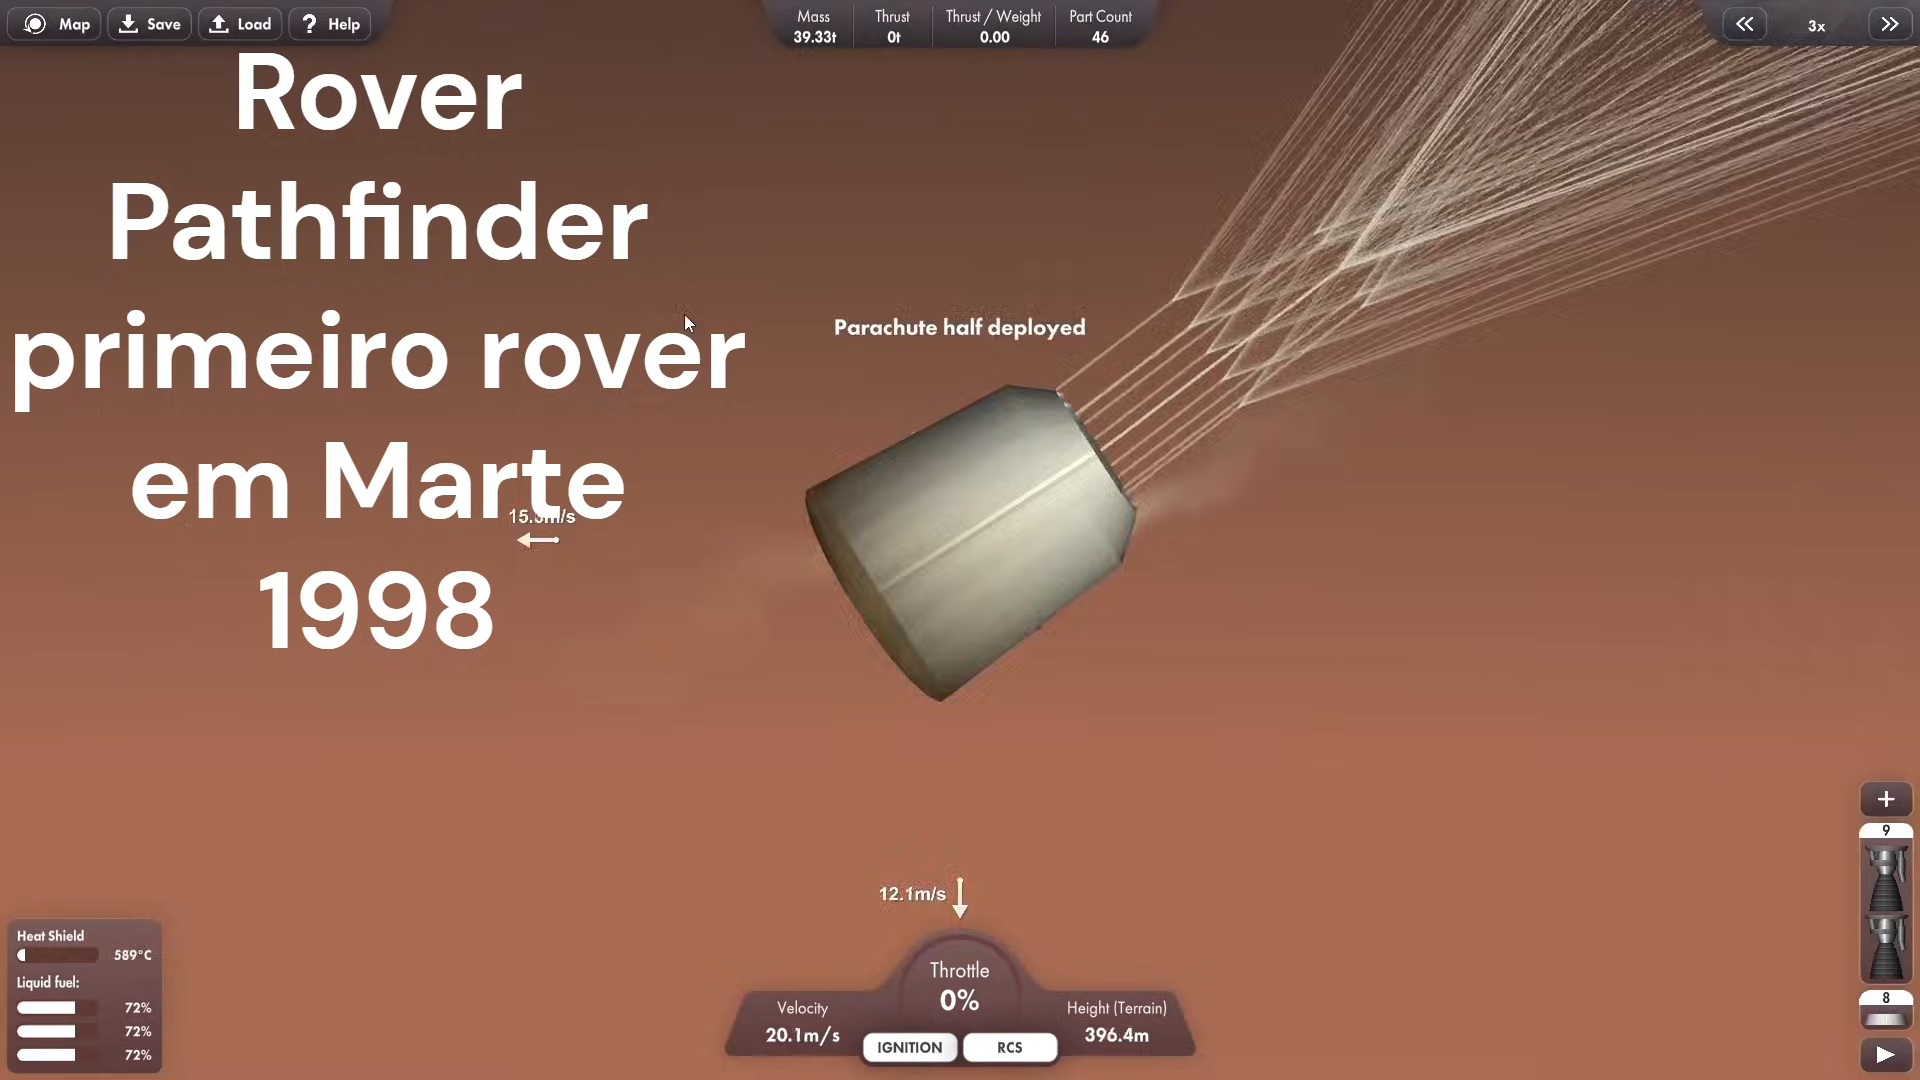 Map
Save
Load
Help
Mass
39.33t
Thrust
0t
Thrust / Weight
0.00
Part Count
46
3x
Rover
Pathfinder
primeiro rover
em Marte
1998
Parachute half deployed
12.1m/s
Heat Shield
589°C
Liquid fuel:
72%
72%
72%
Throttle
0%
Velocity
20.1m/s
Height (Terrain)
396.4m
IGNITION
RCS
9
8